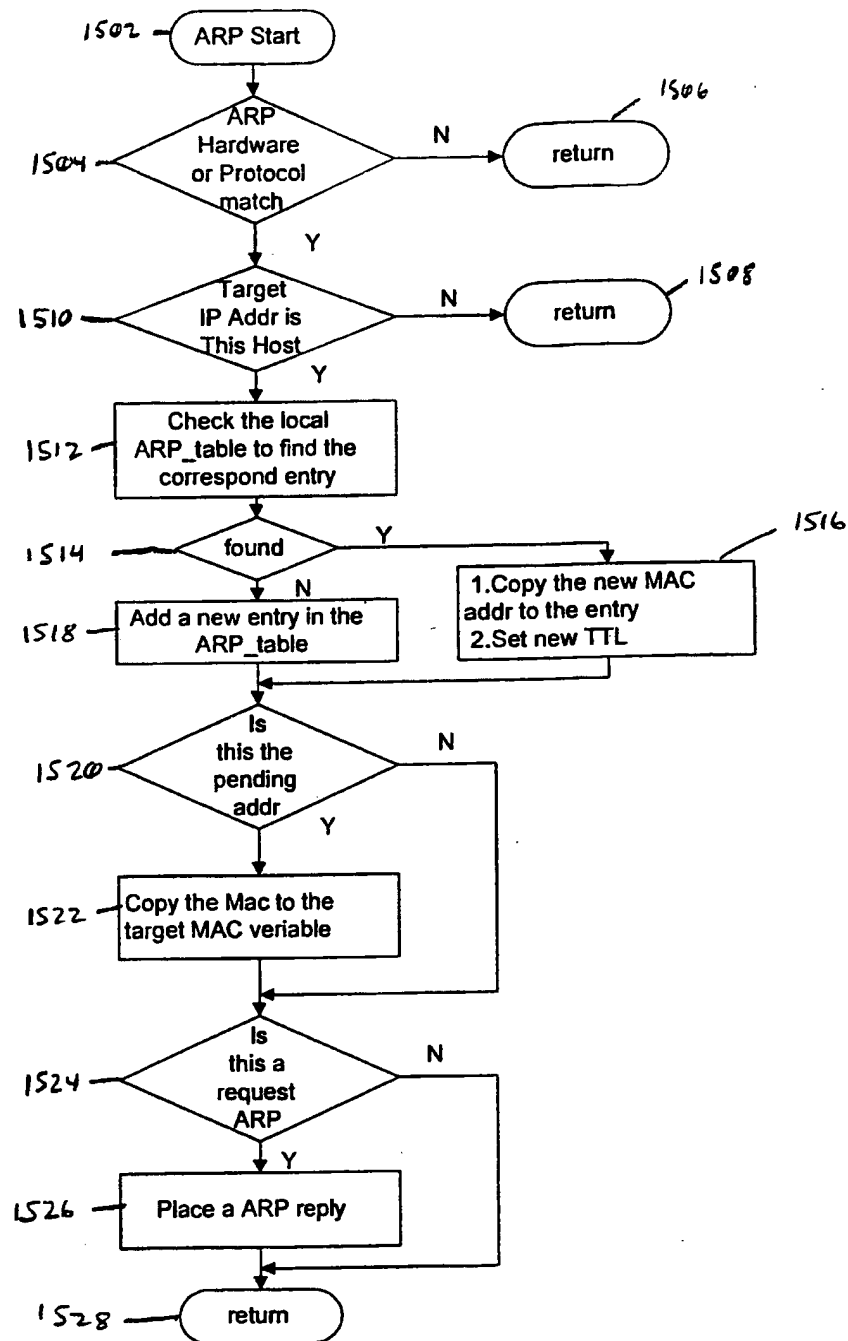 1502
ARP Start
1506
ARP
Hardware
or Protocol
match
N
return
1504
Y
1508
Target
IP Addr is
This Host
N
return
1510
Y
Check the local
ARP_table to find the
correspond entry
1512
1516
found
Y
1514
N
1.Copy the new MAC
addr to the entry
2.Set new TTL
Add a new entry in the
ARP_table
1518
Is
this the
pending
addr
N
1520
Y
Copy the Mac to the
target MAC veriable
1522
Is
this a
request
ARP
N
1524
Y
Place a ARP reply
1526
return
1528